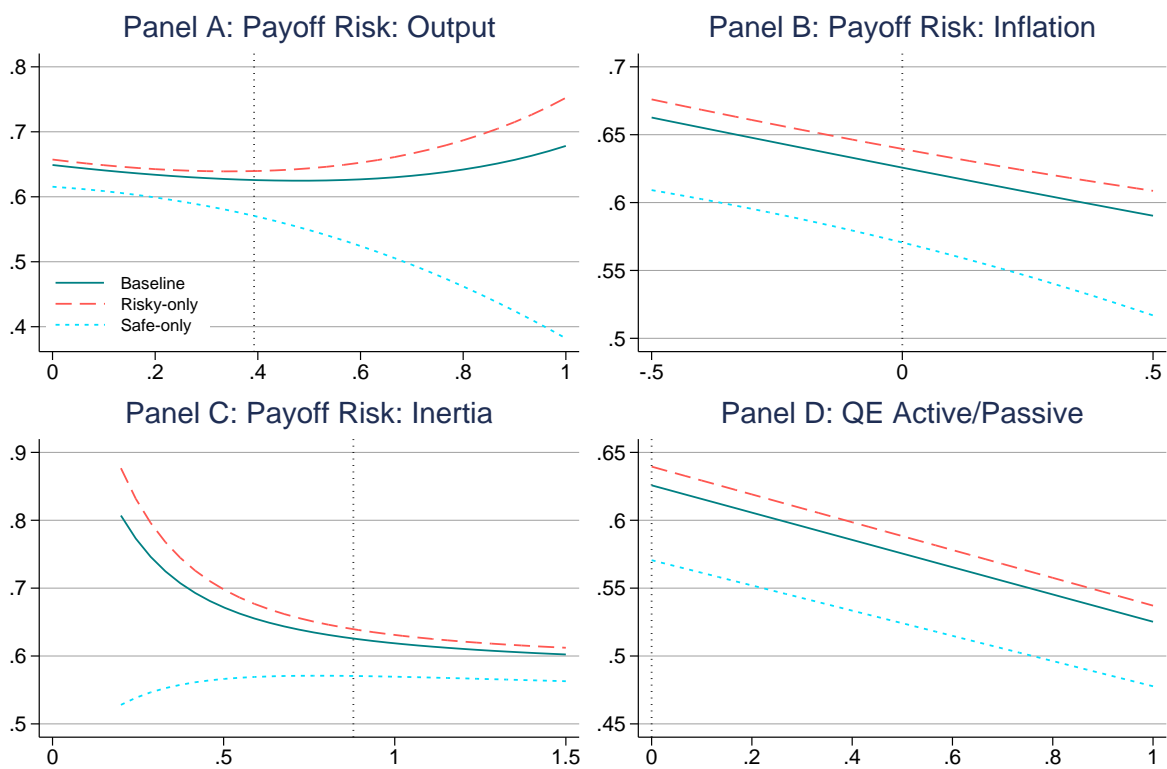 Panel A: Payoff Risk: Output
.8
.7
.6
.5
.4
Baseline
Risky-only
Safe-only
0 .2 .4 .6 .8 1
Panel B: Payoff Risk: Inflation
.7
.65
.6
.55
.5
-.5 0 .5
Panel C: Payoff Risk: Inertia
.9
.8
.7
.6
.5
0 .5 1 1.5
Panel D: QE Active/Passive
.65
.6
.55
.5
.45
0 .2 .4 .6 .8 1